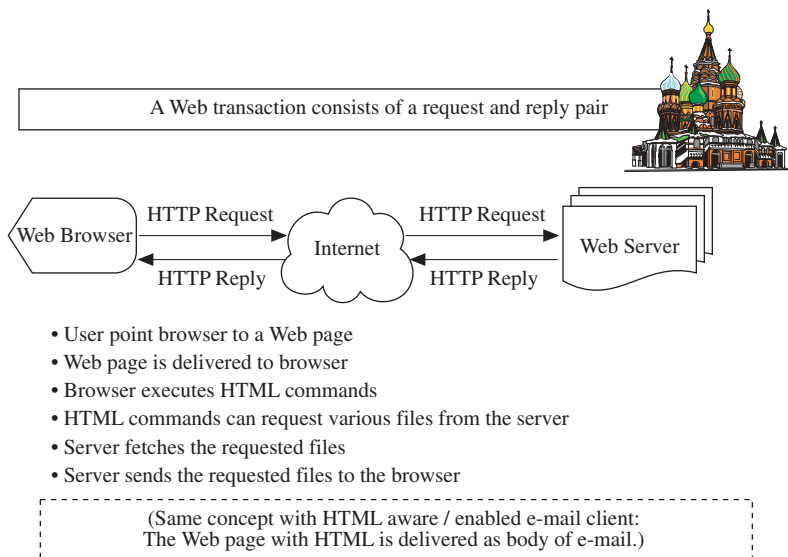 A Web transaction consists of a request and reply pair
HTTP Request
HTTP Request
Web Browser
Internet
Web Server
HTTP Reply
HTTP Reply
• User point browser to a Web page
• Web page is delivered to browser
• Browser executes HTML commands
• HTML commands can request various files from the server
• Server fetches the requested files
• Server sends the requested files to the browser
(Same concept with HTML aware / enabled e-mail client:
The Web page with HTML is delivered as body of e-mail.)